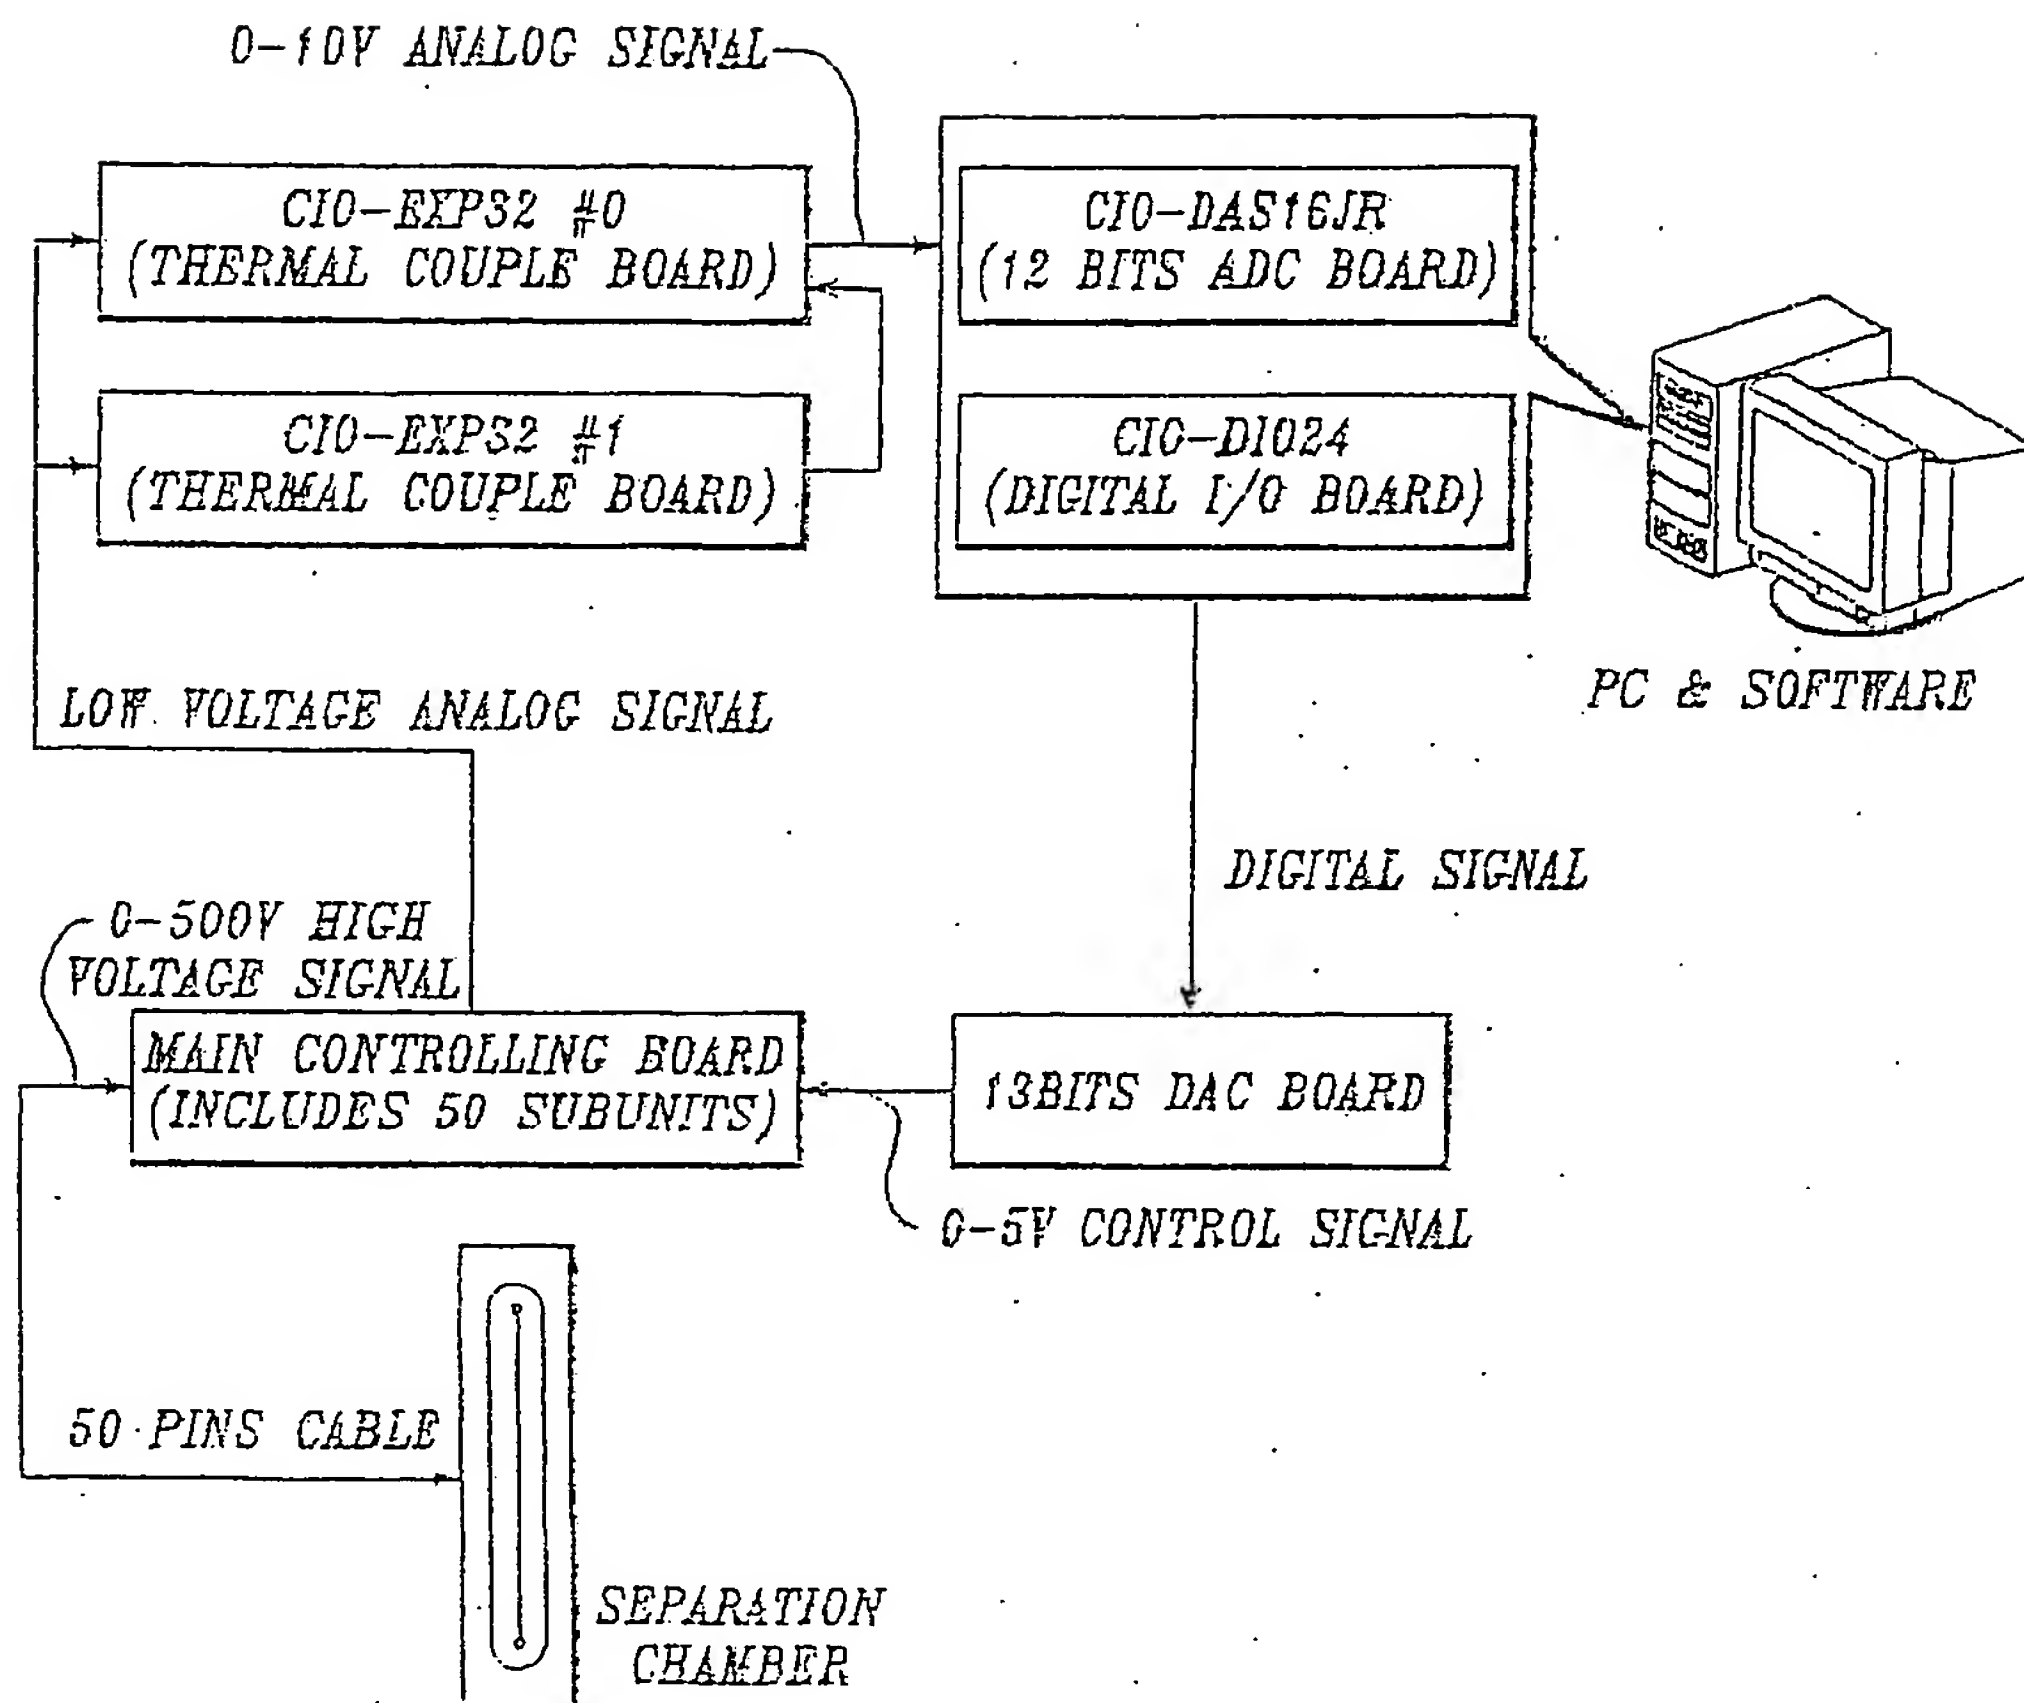 0-10V ANALOG SIGNAL
CIO-EXP32 #0
(THERMAL COUPLE BOARD)
CIO-DAS16JR
(12 BITS ADC BOARD)
CIO-EXP32 #1
(THERMAL COUPLE BOARD)
CIO-DIO24
(DIGITAL I/O BOARD)
PC & SOFTWARE
LOW VOLTAGE ANALOG SIGNAL
DIGITAL SIGNAL
0-500V HIGH
VOLTAGE SIGNAL
MAIN CONTROLLING BOARD
(INCLUDES 50 SUBUNITS)
13BITS DAC BOARD
0-5V CONTROL SIGNAL
50 PINS CABLE
SEPARATION
CHAMBER